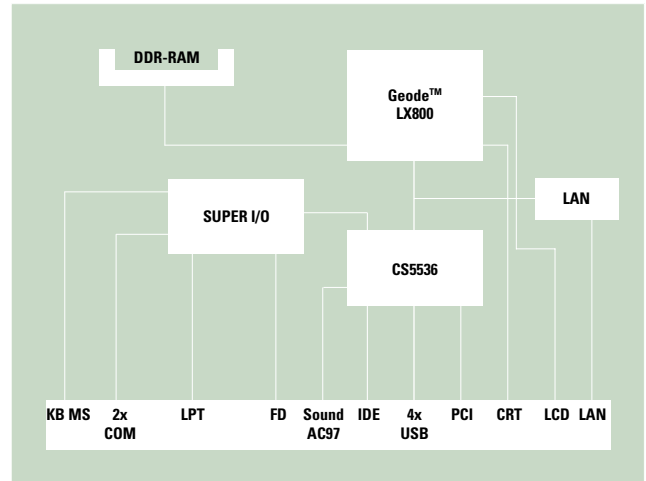 DDR-RAM
Geode™
LX800
SUPER I/O
LAN
CS5536
KB MS 2x LPT FD Sound IDE 4x PCI CRT LCD LAN
COM AC97 USB